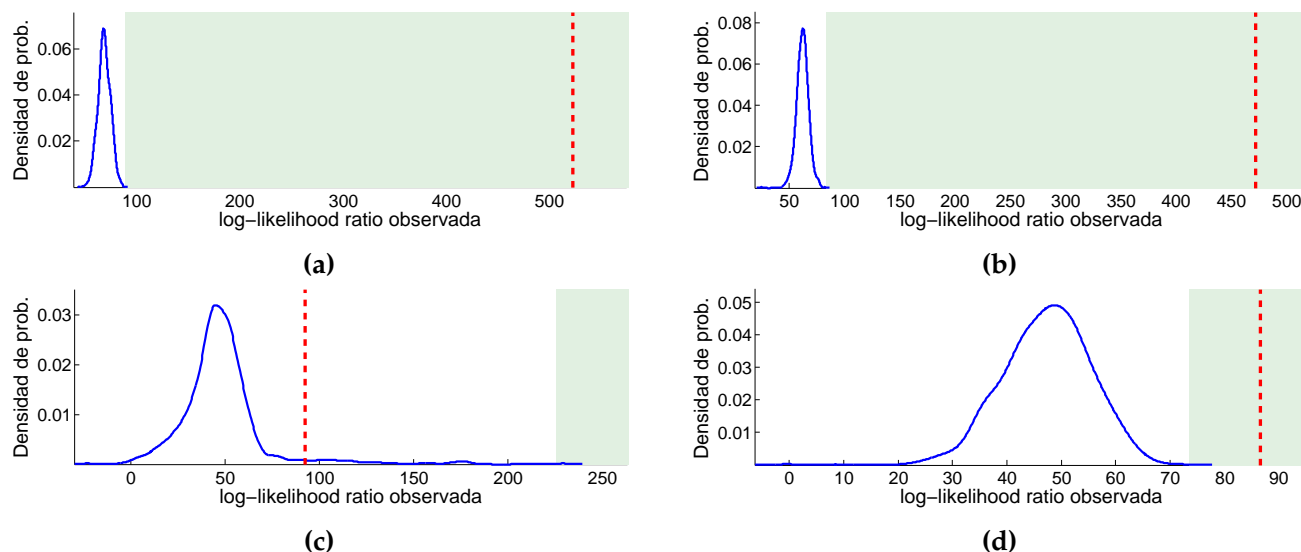 Densidad de prob.
0.06
0.04
0.02
100 200 300 400 500
log−likelihood ratio observada
(a)
Densidad de prob.
0.08
0.06
0.04
0.02
50 100 150 200 250 300 350 400 450 500
log−likelihood ratio observada
(b)
Densidad de prob.
0.03
0.02
0.01
0 50 100 150 200 250
log−likelihood ratio observada
(c)
Densidad de prob.
0.05
0.04
0.03
0.02
0.01
0 10 20 30 40 50 60 70 80 90
log−likelihood ratio observada
(d)